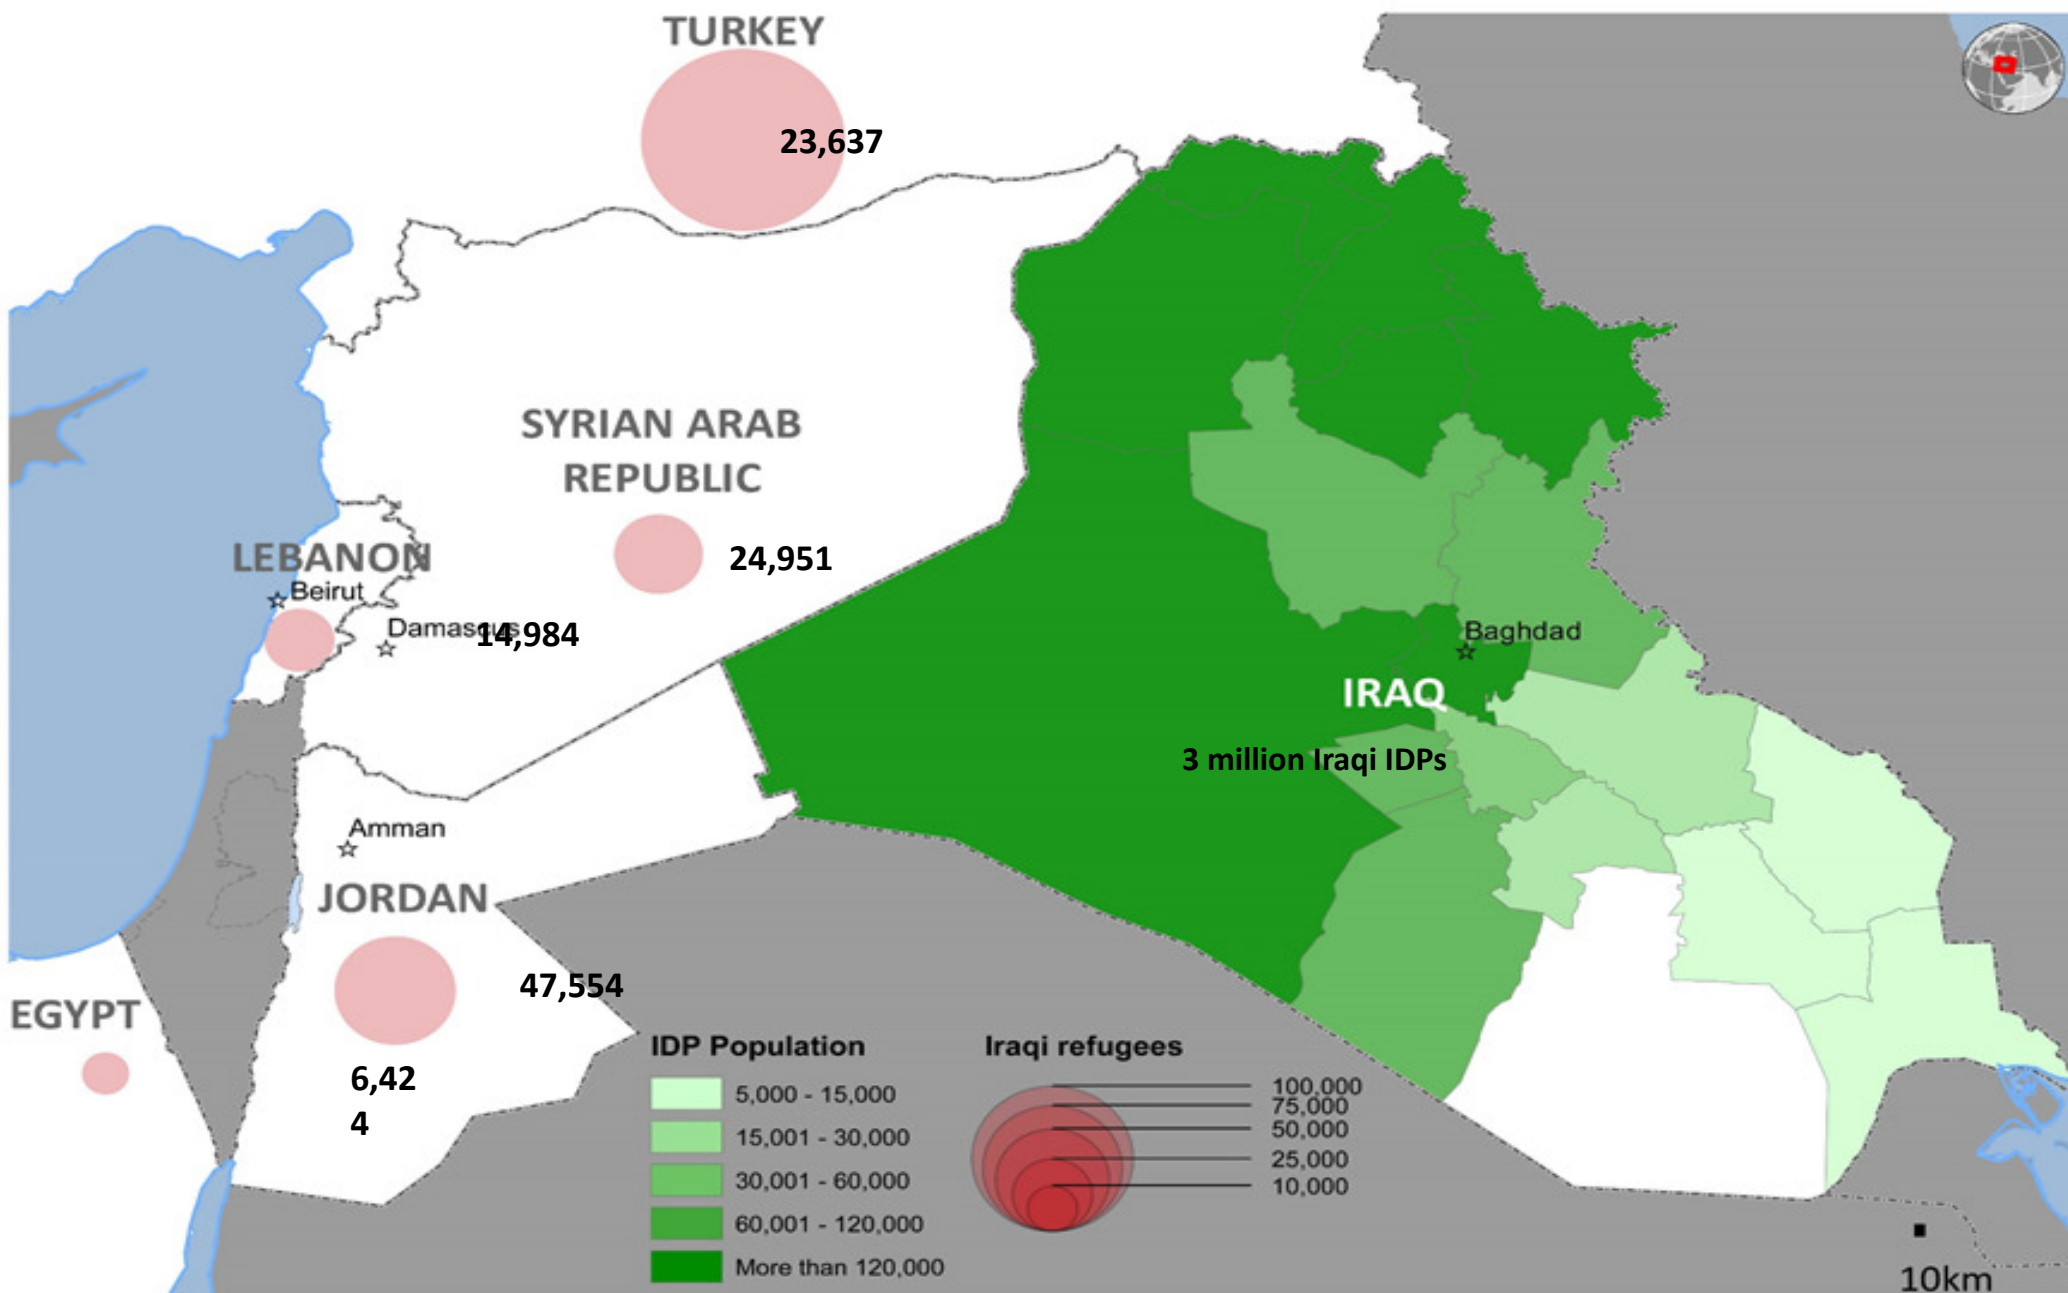 TURKEY
23,637
SYRIAN ARAB
REPUBLIC
24,951
LEBANON
Beirut
Damascus
14,984
Baghdad
IRAQ
3 million Iraqi IDPs
Amman
JORDAN
47,554
EGYPT
6,42
4
IDP Population
5,000 - 15,000
15,001 - 30,000
30,001 - 60,000
60,001 - 120,000
More than 120,000
Iraqi refugees
100,000
75,000
50,000
25,000
10,000
10km